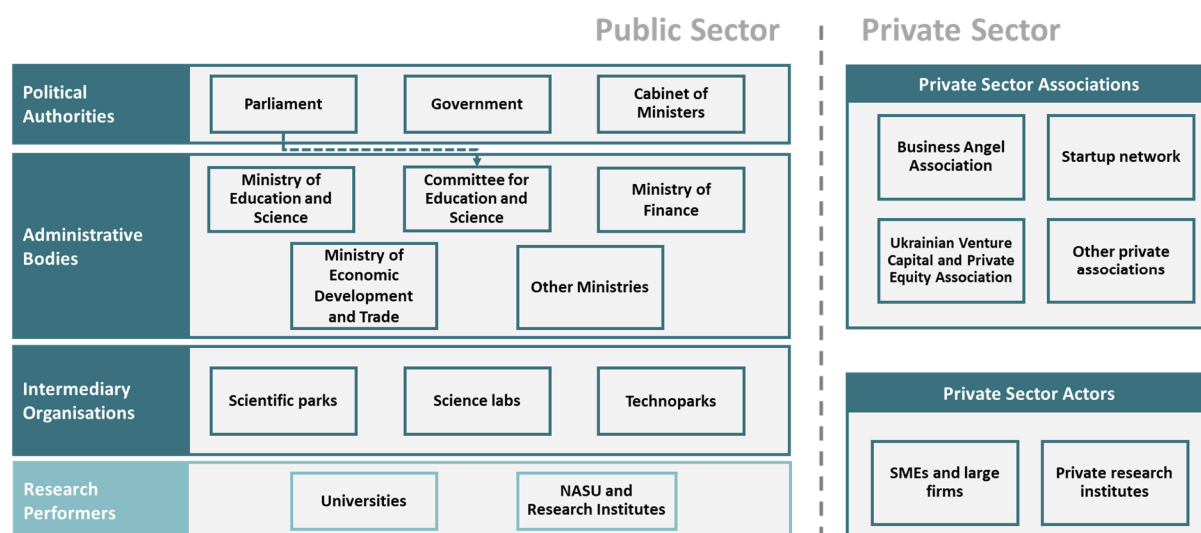 Public Sector
Political
Authorities
Parliament
Government
Cabinet of
Ministers
Administrative
Bodies
Ministry of
Education and
Science
Committee for
Education and
Science
Ministry of
Finance
Ministry of
Economic
Development
and Trade
Other Ministries
Intermediary
Organisations
Scientific parks
Science labs
Technoparks
Research
Performers
Universities
NASU and
Research Institutes
Private Sector
Private Sector Associations
Business Angel
Association
Startup network
Ukrainian Venture
Capital and Private
Equity Association
Other private
associations
Private Sector Actors
SMEs and large
firms
Private research
institutes